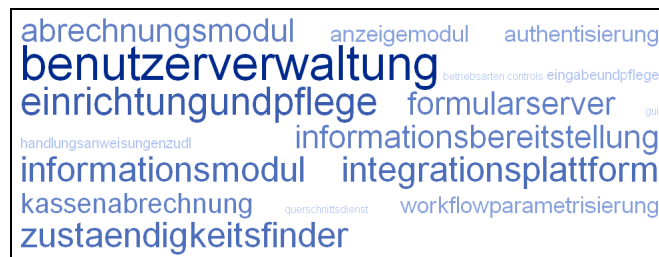 abrechnungsmodul anzeigemodul authentisierung
benutzerverwaltung betriebsarten controls eingabeundpflege
einrichtungundpflege formularserver gui
handlungsanweisungenzudl informationsbereitstellung
informationsmodul integrationsplattform
kassenabrechnung querschnittsdienst workflowparametrisierung
zustaendigkeitsfinder